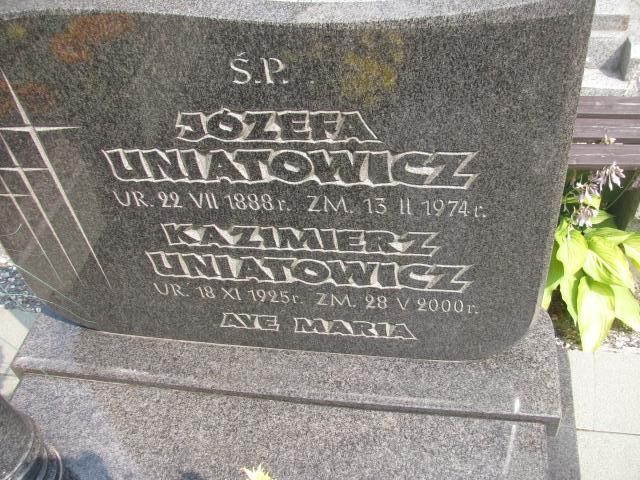 Ś.P.
JÓZEFA
UNIATOWICZ
UR. 22 VII 1888 r. ZM. 13 II 1974 r.
KAZIMIERZ
UNIATOWICZ
UR. 18 XI 1925 r. ZM. 28 V 2000 r.
AVE MARIA